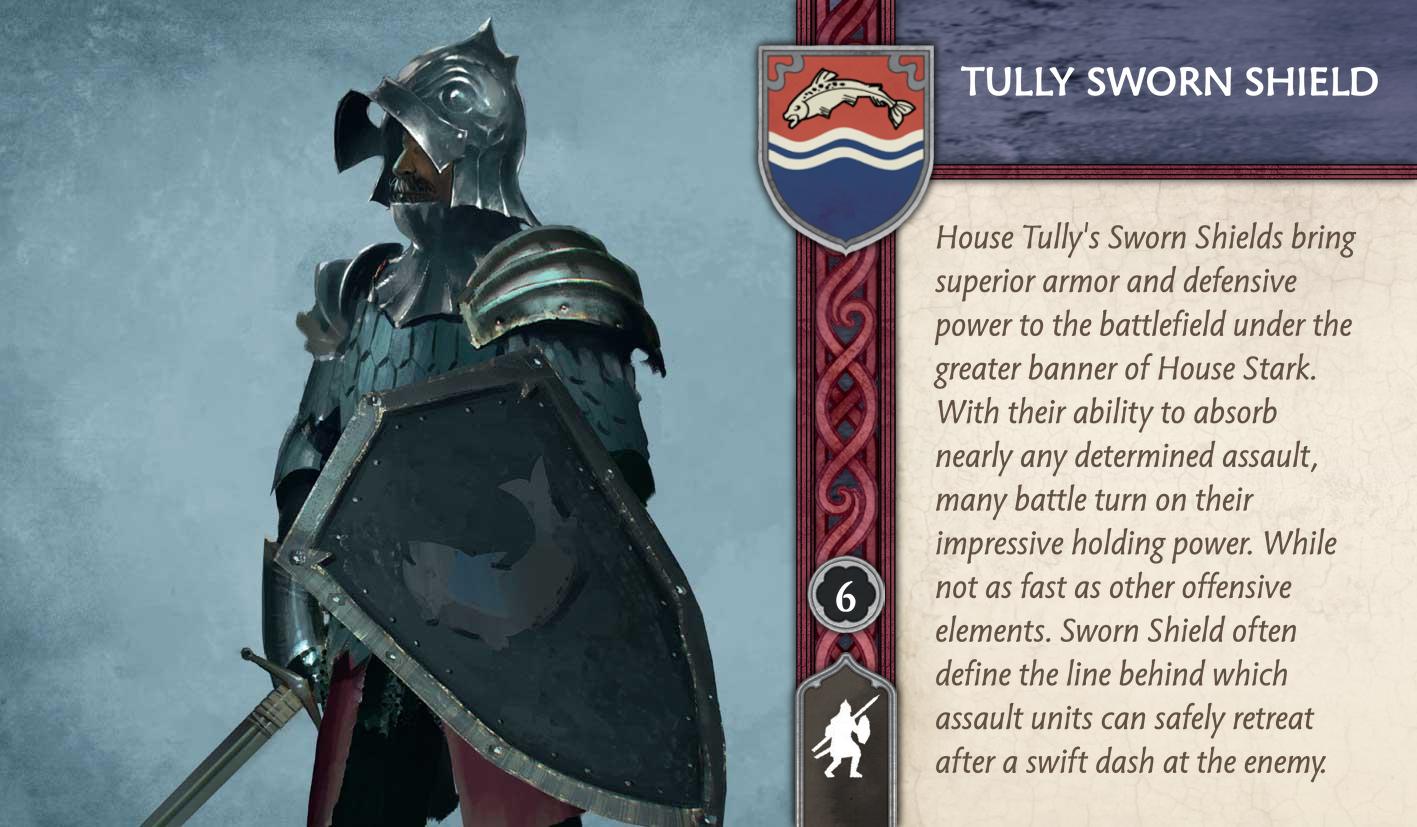 TULLY SWORN SHIELD
House Tully's Sworn Shields bring
superior armor and defensive
power to the battlefield under the
greater banner of House Stark.
With their ability to absorb
nearly any determined assault,
many battle turn on their
impressive holding power. While
not as fast as other offensive
elements. Sworn Shield often
define the line behind which
assault units can safely retreat
after a swift dash at the enemy.
6